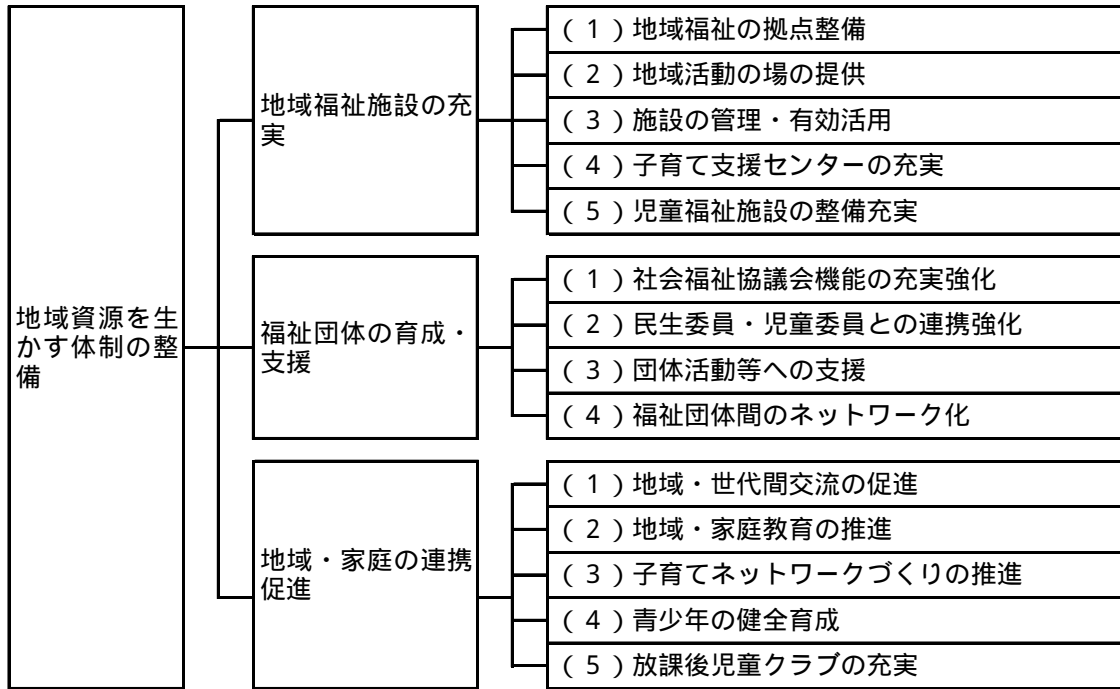 地域資源を生
かす体制の整
備
地域福祉施設の充
実
（１）地域福祉の拠点整備
（２）地域活動の場の提供
（３）施設の管理・有効活用
（４）子育て支援センターの充実
（５）児童福祉施設の整備充実
福祉団体の育成・
支援
（１）社会福祉協議会機能の充実強化
（２）民生委員・児童委員との連携強化
（３）団体活動等への支援
（４）福祉団体間のネットワーク化
地域・家庭の連携
促進
（１）地域・世代間交流の促進
（２）地域・家庭教育の推進
（３）子育てネットワークづくりの推進
（４）青少年の健全育成
（５）放課後児童クラブの充実